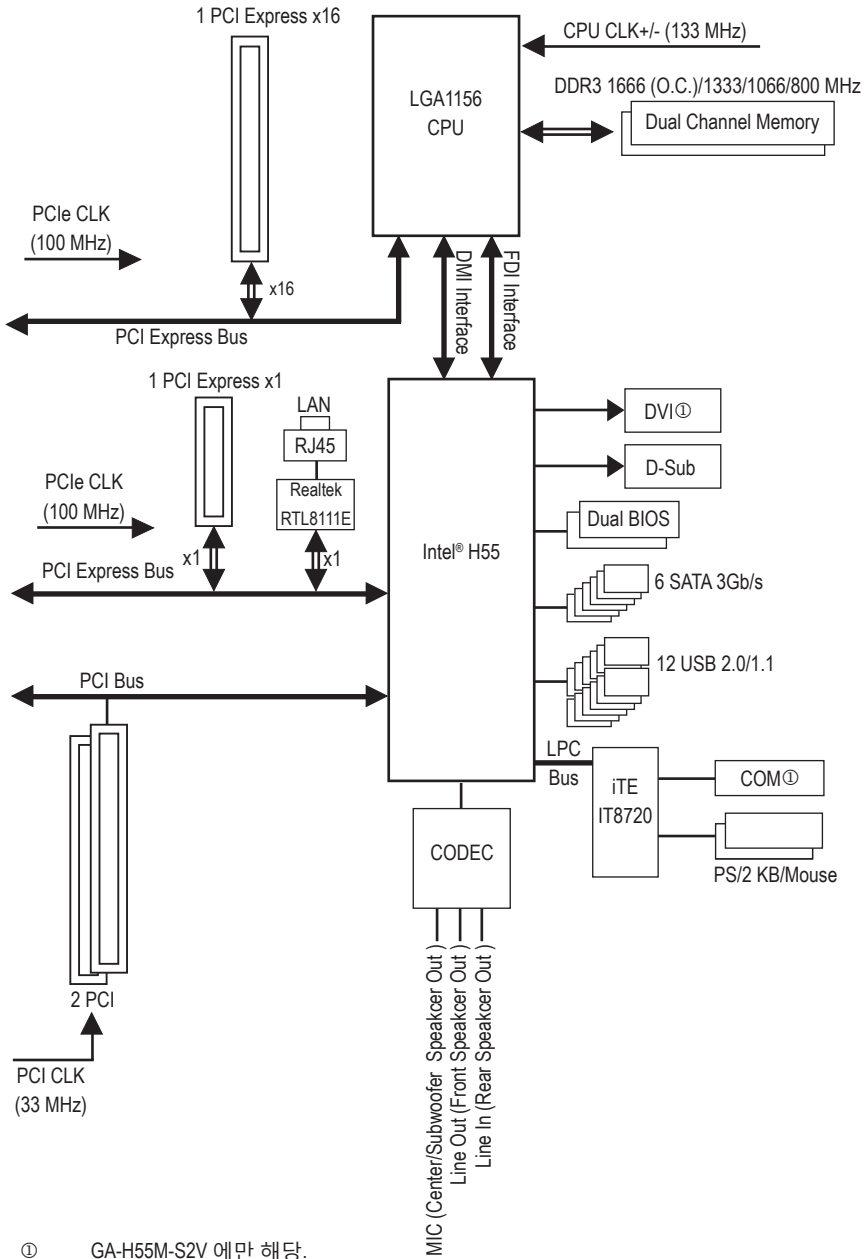 1 PCI Express x16
CPU CLK+/- (133 MHz)
LGA1156
CPU
DDR3 1666 (O.C.)/1333/1066/800 MHz
Dual Channel Memory
PCIe CLK
(100 MHz)
x16
PCI Express Bus
DMI Interface
FDI Interface
1 PCI Express x1
LAN
RJ45
Realtek
RTL8111E
PCIe CLK
(100 MHz)
x1
x1
PCI Express Bus
Intel® H55
DVI①
D-Sub
Dual BIOS
6 SATA 3Gb/s
12 USB 2.0/1.1
PCI Bus
LPC
Bus
iTE
IT8720
COM①
PS/2 KB/Mouse
CODEC
MIC (Center/Subwoofer Speakcer Out )
Line Out (Front Speakcer Out )
Line In (Rear Speakcer Out )
2 PCI
PCI CLK
(33 MHz)
① GA-H55M-S2V 에만 해당.